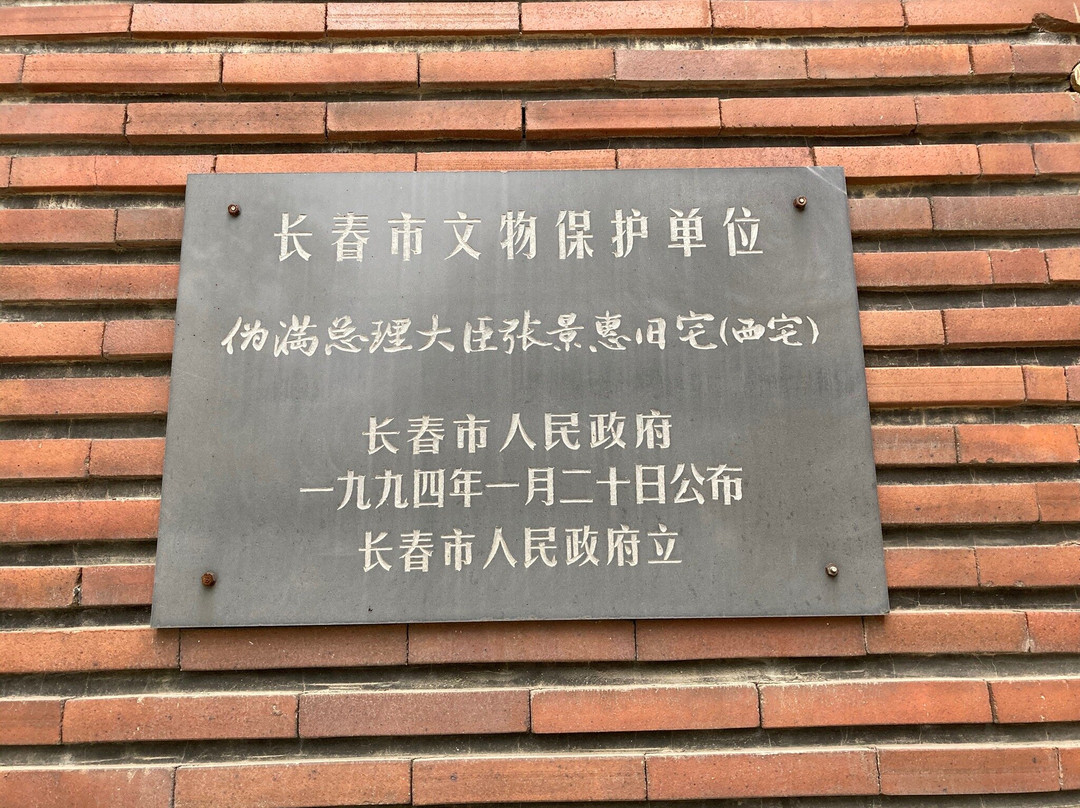 长春市文物保护单位
伪满总理大臣张景惠旧宅(西宅)
长春市人民政府
一九九四年一月二十日公布
长春市人民政府立